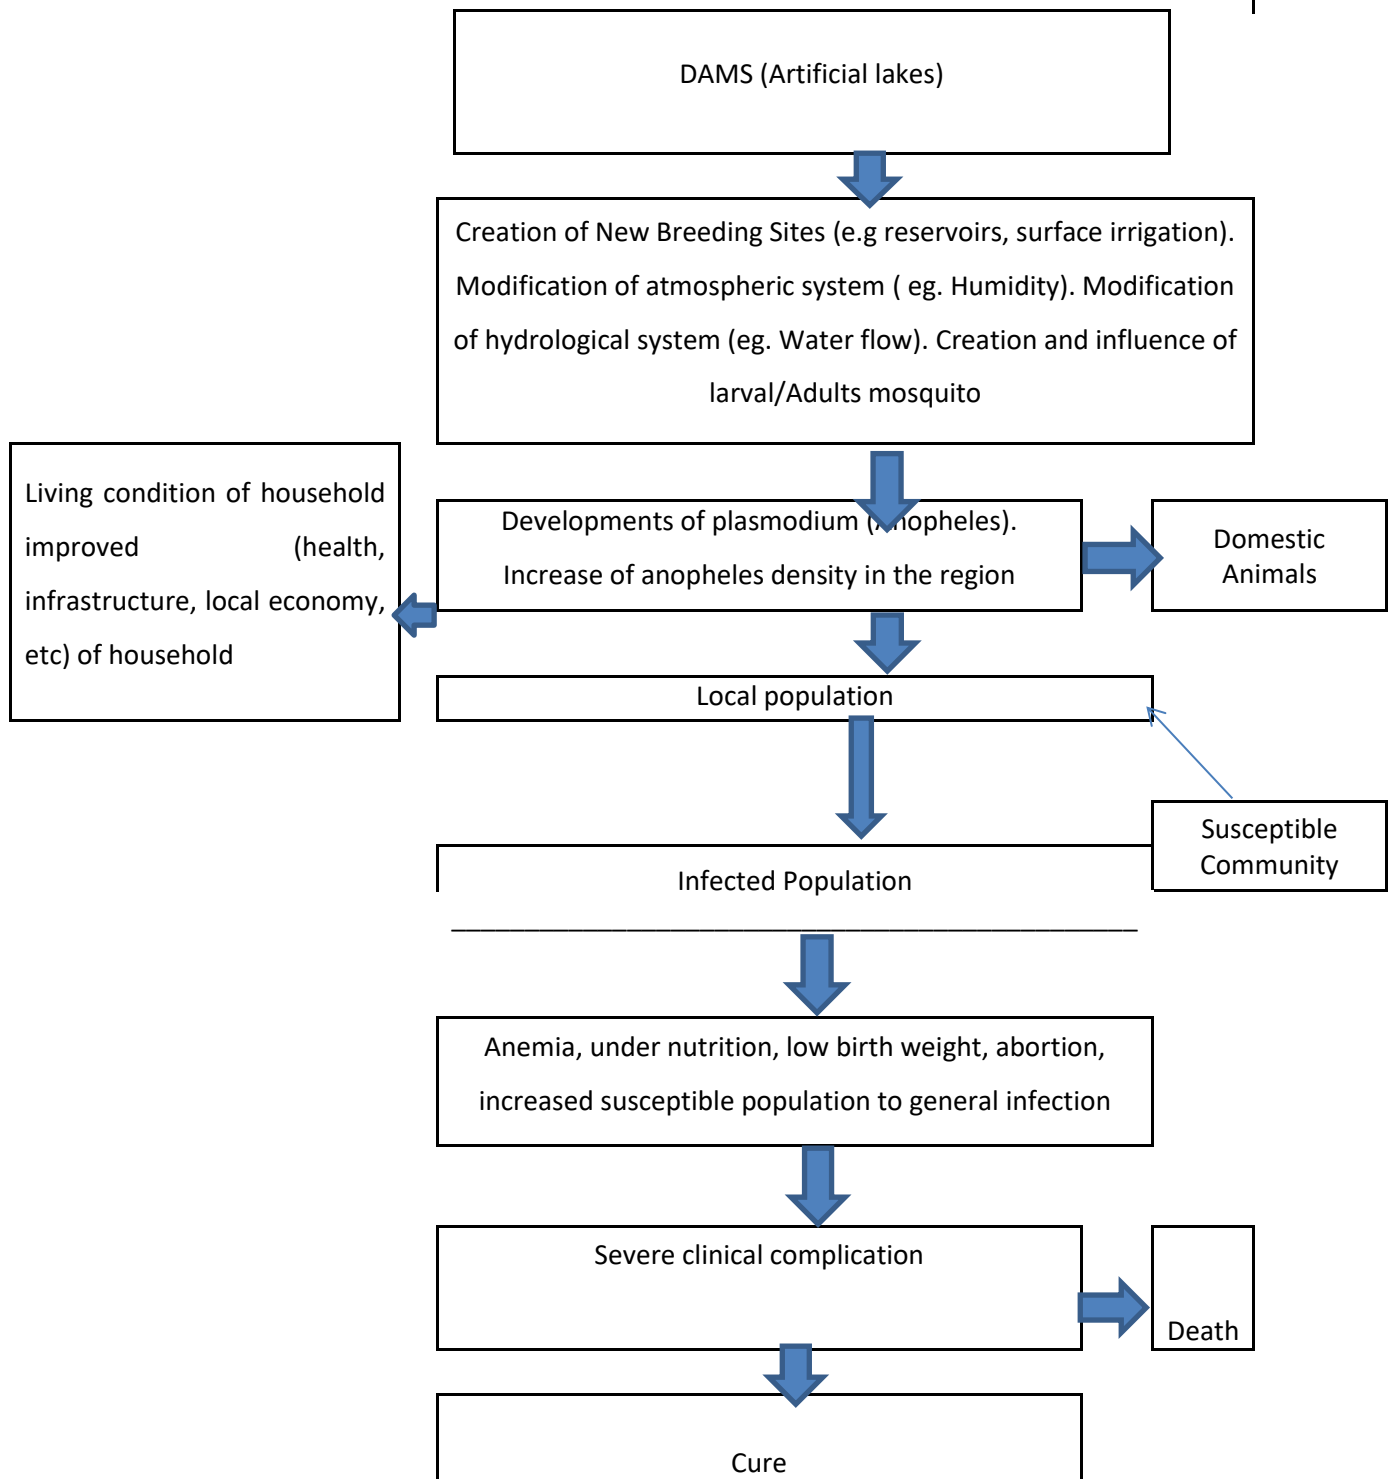 DAMS (Artificial lakes)
Creation of New Breeding Sites (e.g reservoirs, surface irrigation).
Modification of atmospheric system ( eg. Humidity). Modification
of hydrological system (eg. Water flow). Creation and influence of
larval/Adults mosquito
Living condition of household
improved (health,
infrastructure, local economy,
etc) of household
Developments of plasmodium (Anopheles).
Increase of anopheles density in the region
Domestic
Animals
Local population
Susceptible
Community
Infected Population
Anemia, under nutrition, low birth weight, abortion,
increased susceptible population to general infection
Severe clinical complication
Death
Cure